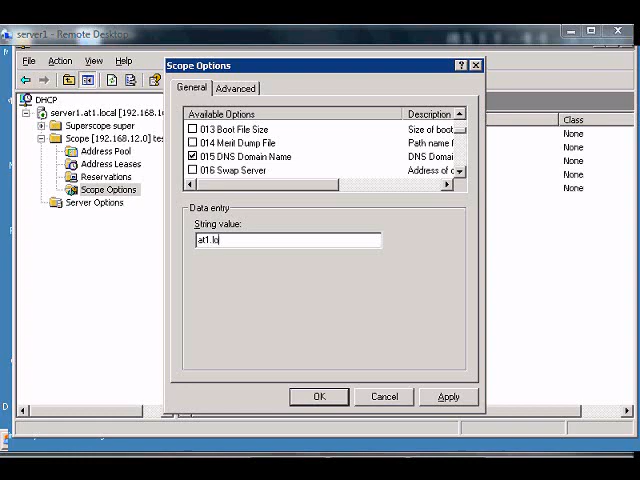 server1 - Remote Desktop
File Action View Help
DHCP
server1.at1.local [192.168.1
Superscope super
Scope [192.168.12.0] tes
Address Pool
Address Leases
Reservations
Scope Options
Server Options
Scope Options
General Advanced
Available Options Description
013 Boot File Size Size of boot
014 Merit Dump File Path name f
015 DNS Domain Name DNS Domai
016 Swap Server Address of
Data entry
String value:
at1.lo
OK Cancel Apply
Class
None
None
None
None
None